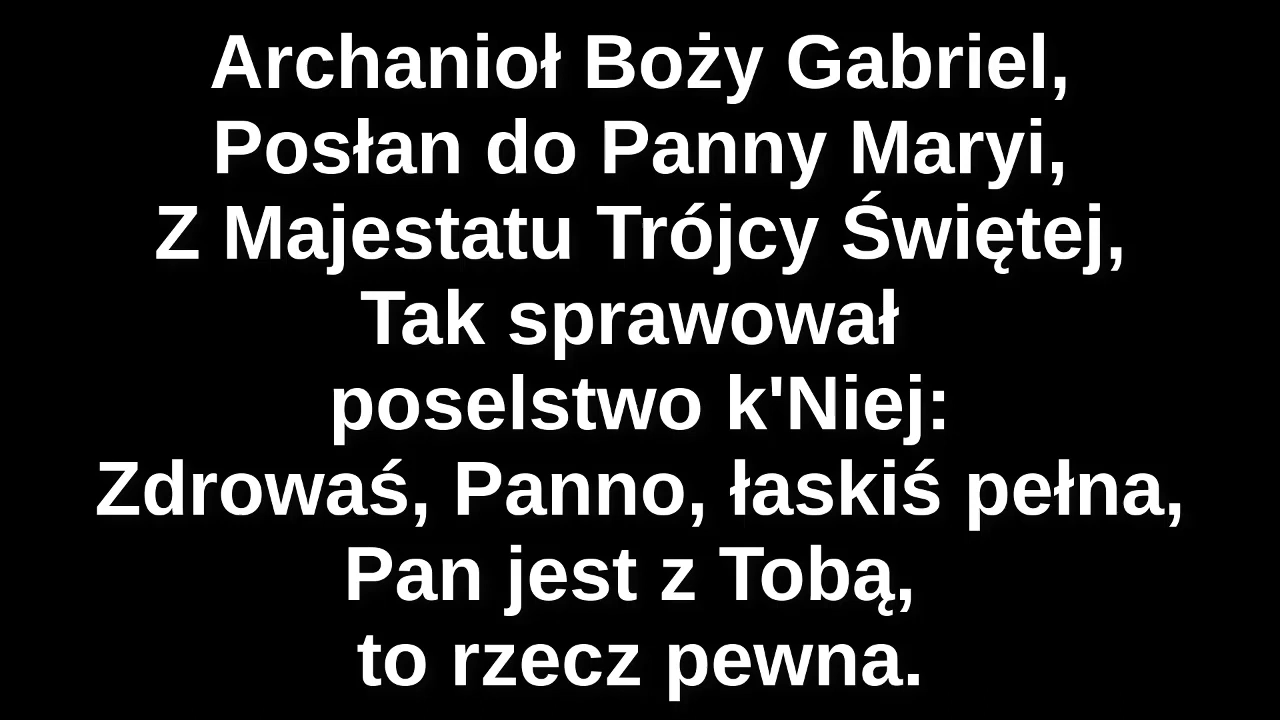 Archanioł Boży Gabriel,
Posłan do Panny Maryi,
Z Majestatu Trójcy Świętej,
Tak sprawował
poselstwo k'Niej:
Zdrowaś, Panno, łaskiś pełna,
Pan jest z Tobą,
to rzecz pewna.